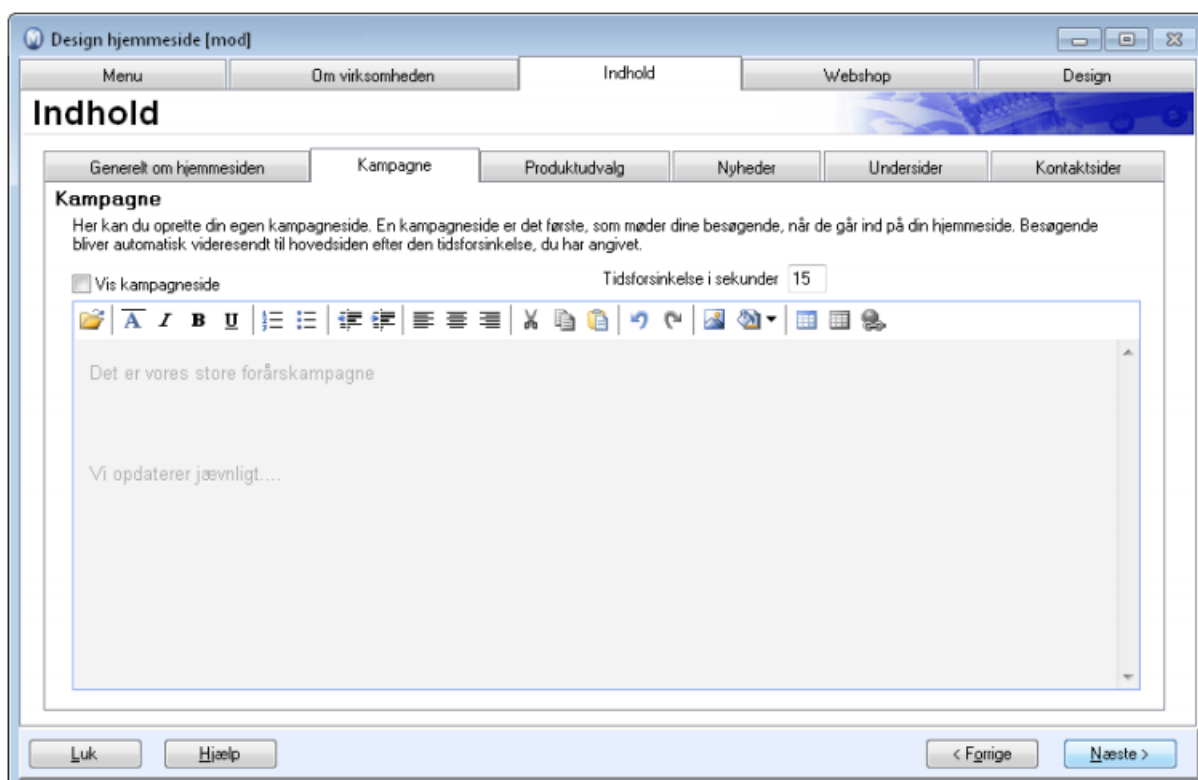 Design hjemmeside [mod]
Menu
Om virksomheden
Indhold
Webshop
Design
Indhold
Generelt om hjemmesiden
Kampagne
Produktudvalg
Nyheder
Undersider
Kontaktsider
Kampagne
Her kan du oprette din egen kampagneside. En kampagneside er det første, som møder dine besøgende, når de går ind på din hjemmeside. Besøgende
bliver automatisk videresendt til hovedsiden efter den tidsforsinkelse, du har angivet.
Vis kampagneside
Tidsforsinkelse i sekunder 15
A I B U
Det er vores store forårskampagne
Vi opdaterer jævnligt....
Luk
Hjælp
< Forrige
Næste >